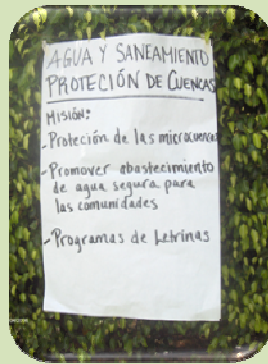 AGUA Y SANEAMIENTO
PROTECIÓN DE CUENCAS
MISIÓN:
-Proteción de las microcuencas
-Promover abastecimiento
de agua segura para
las comunidades
-Programas de Letrinas